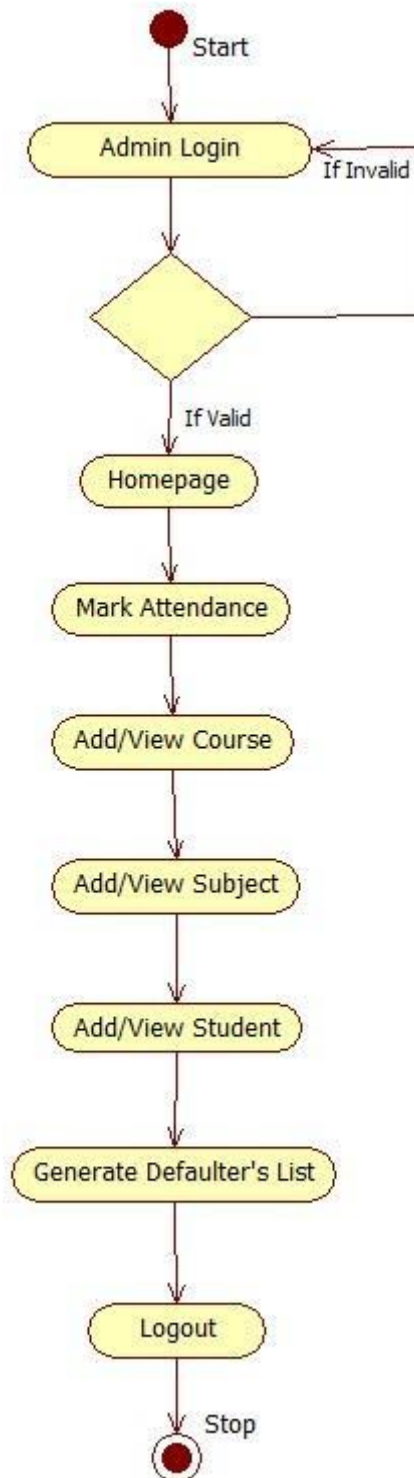 Start
Admin Login
If Invalid
If Valid
Homepage
Mark Attendance
Add/View Course
Add/View Subject
Add/View Student
Generate Defaulter's List
Logout
Stop